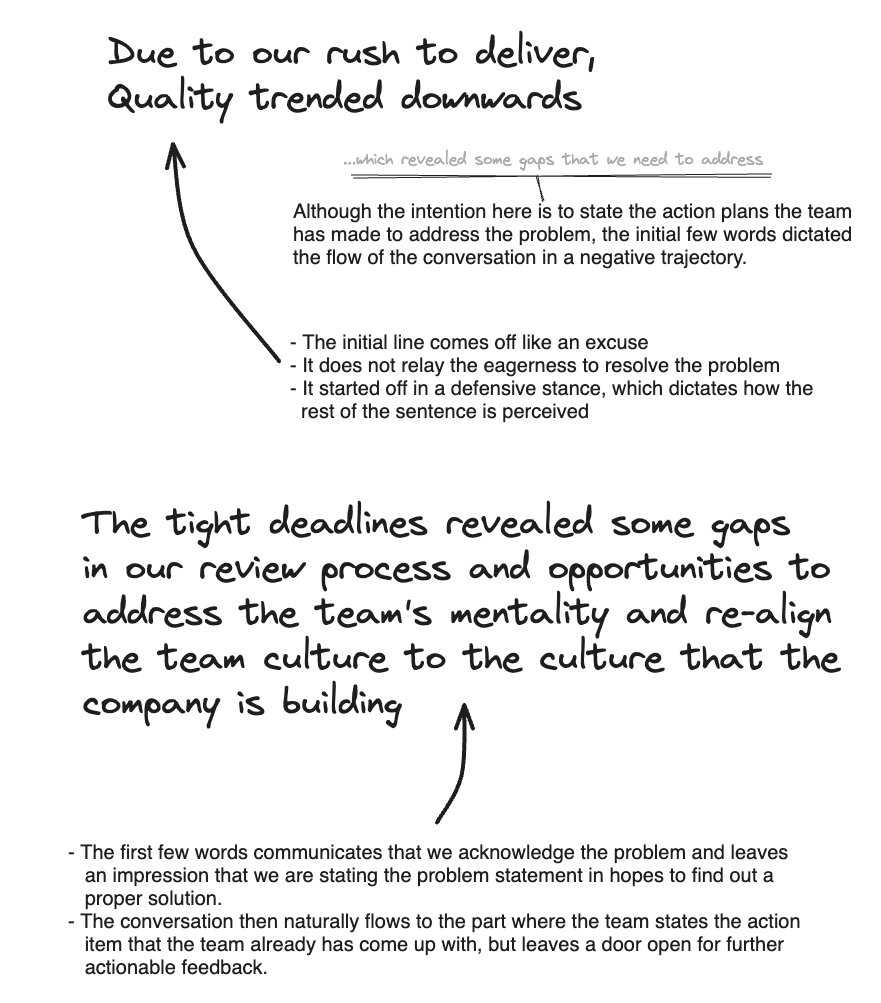 Due to our rush to deliver,
Quality trended downwards
...which revealed some gaps that we need to address
Although the intention here is to state the action plans the team
has made to address the problem, the initial few words dictated
the flow of the conversation in a negative trajectory.
- The initial line comes off like an excuse
- It does not relay the eagerness to resolve the problem
- It started off in a defensive stance, which dictates how the
rest of the sentence is perceived
The tight deadlines revealed some gaps
in our review process and opportunities to
address the team's mentality and re-align
the team culture to the culture that the
company is building
- The first few words communicates that we acknowledge the problem and leaves
an impression that we are stating the problem statement in hopes to find out a
proper solution.
- The conversation then naturally flows to the part where the team states the action
item that the team already has come up with, but leaves a door open for further
actionable feedback.